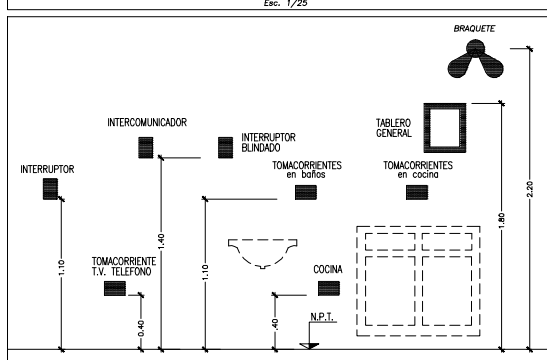 Esc. 1/25
BRAQUETE
INTERCOMUNICADOR
TABLERO
GENERAL
INTERRUPTOR
BLINDADO
INTERRUPTOR
TOMACORRIENTES
en baños
TOMACORRIENTES
en cocina
2.20
1.80
1.40
1.10
1.10
TOMACORRIENTE
T.V. TELEFONO
COCINA
0.40
.40
N.P.T.